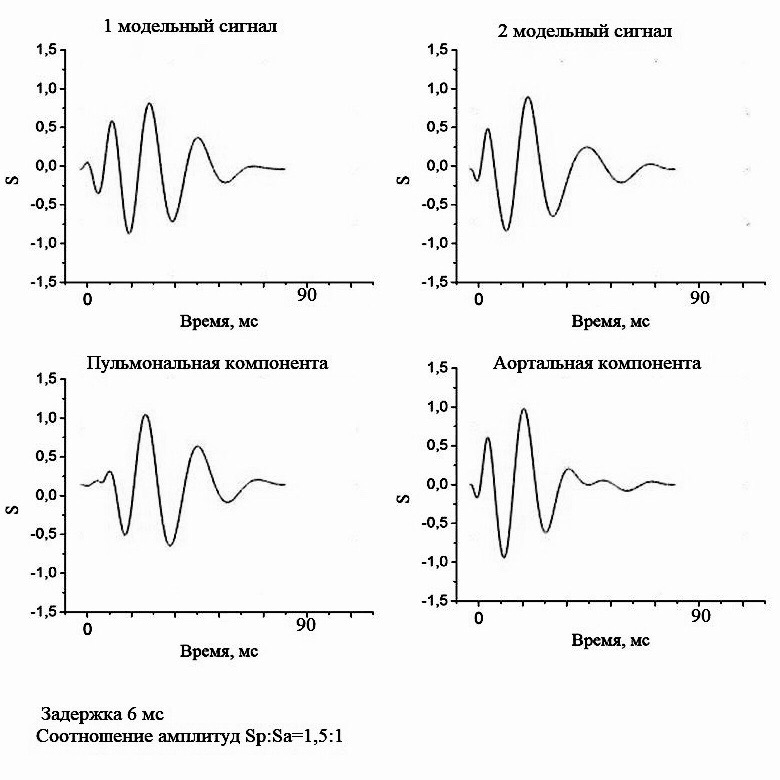 1 модельный сигнал
1,5
1,0
0,5
0,0
-0,5
-1,0
-1,5
S
0
90
Время, мс
2 модельный сигнал
1,5
1,0
0,5
0,0
-0,5
-1,0
-1,5
S
0
90
Время, мс
Пульмональная компонента
1,5
1,0
0,5
0,0
-0,5
-1,0
-1,5
S
0
90
Время, мс
Аортальная компонента
1,5
1,0
0,5
0,0
-0,5
-1,0
-1,5
S
0
90
Время, мс
Задержка 6 мс
Соотношение амплитуд Sp:Sa=1,5:1